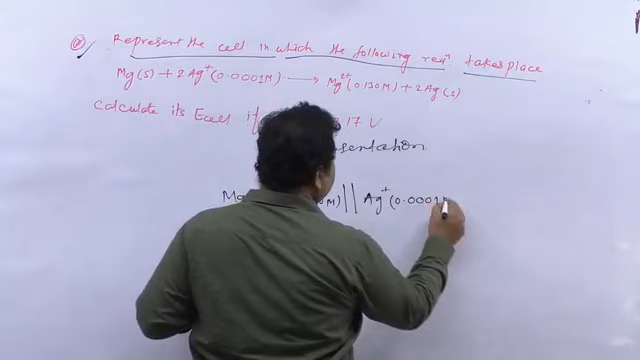 Q Represent the cell in which the following reaⁿ takes place
Mg(s) + 2Ag⁺(0.0001M) ⟶ Mg²⁺(0.130M) + 2Ag(s)
Calculate its Ecell if .17 V
sentation
M M) || Ag⁺(0.0001